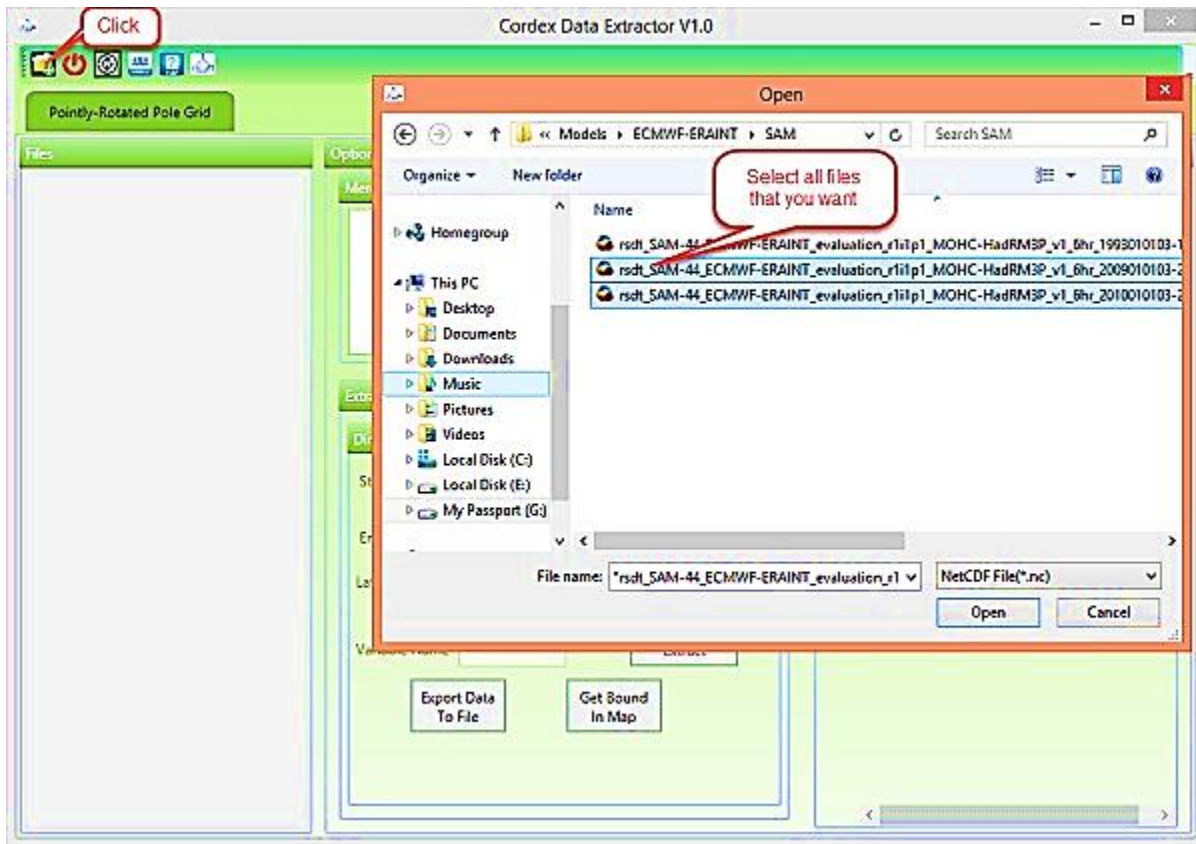 Click
Cordex Data Extractor V1.0
Pointly-Rotated Pole Grid
Files
Open
« Models ECMWF-ERAINT SAM
Search SAM
Organize
New folder
Select all files
that you want
Name
Homegroup
This PC
Desktop
Documents
Downloads
Music
Pictures
Videos
Local Disk (C:)
Local Disk (E:)
My Passport (G:)
rsdt_SAM-44_ECMWF-ERAINT_evaluation_r1i1p1_MOHC-HadRM3P_v1_6hr_1993010103-1
rsdt_SAM-44_ECMWF-ERAINT_evaluation_r1i1p1_MOHC-HadRM3P_v1_6hr_2009010103-2
rsdt_SAM-44_ECMWF-ERAINT_evaluation_r1i1p1_MOHC-HadRM3P_v1_6hr_2010010103-2
File name:
"rsdt_SAM-44_ECMWF-ERAINT_evaluation_r1
NetCDF File(*.nc)
Open
Cancel
Extract
Export Data
To File
Get Bound
In Map